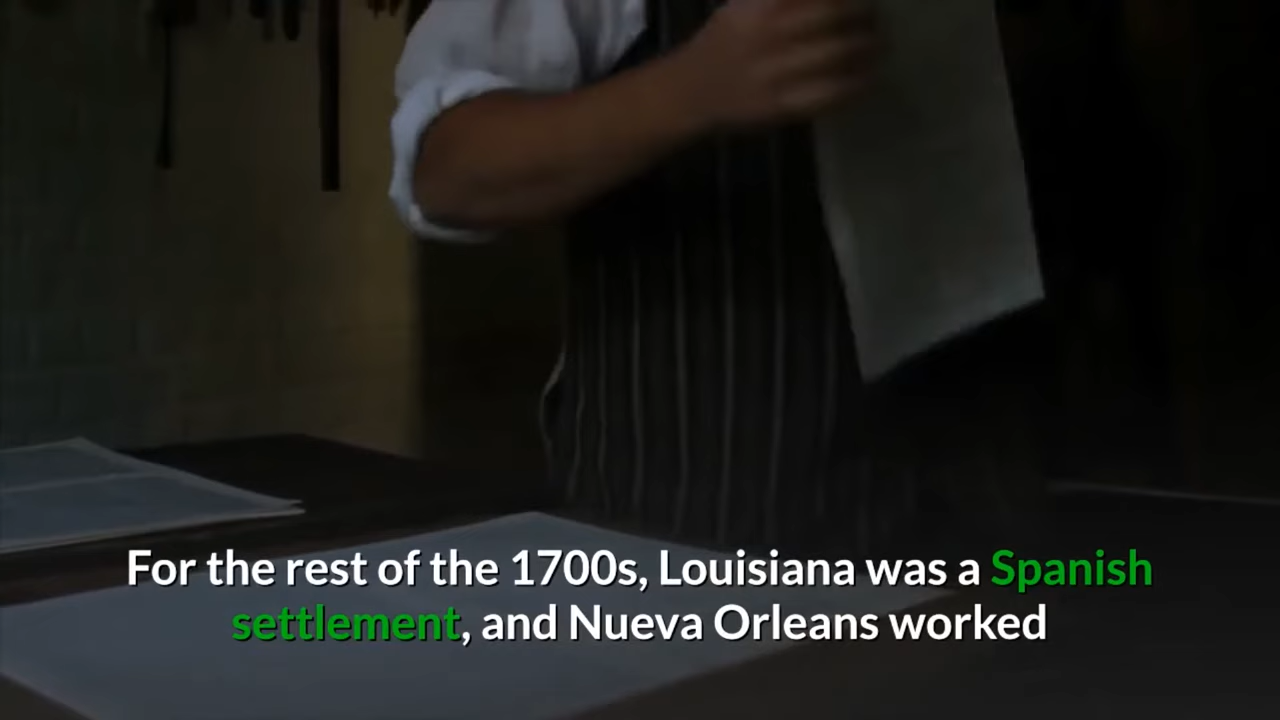 For the rest of the 1700s, Louisiana was a Spanish
settlement, and Nueva Orleans worked